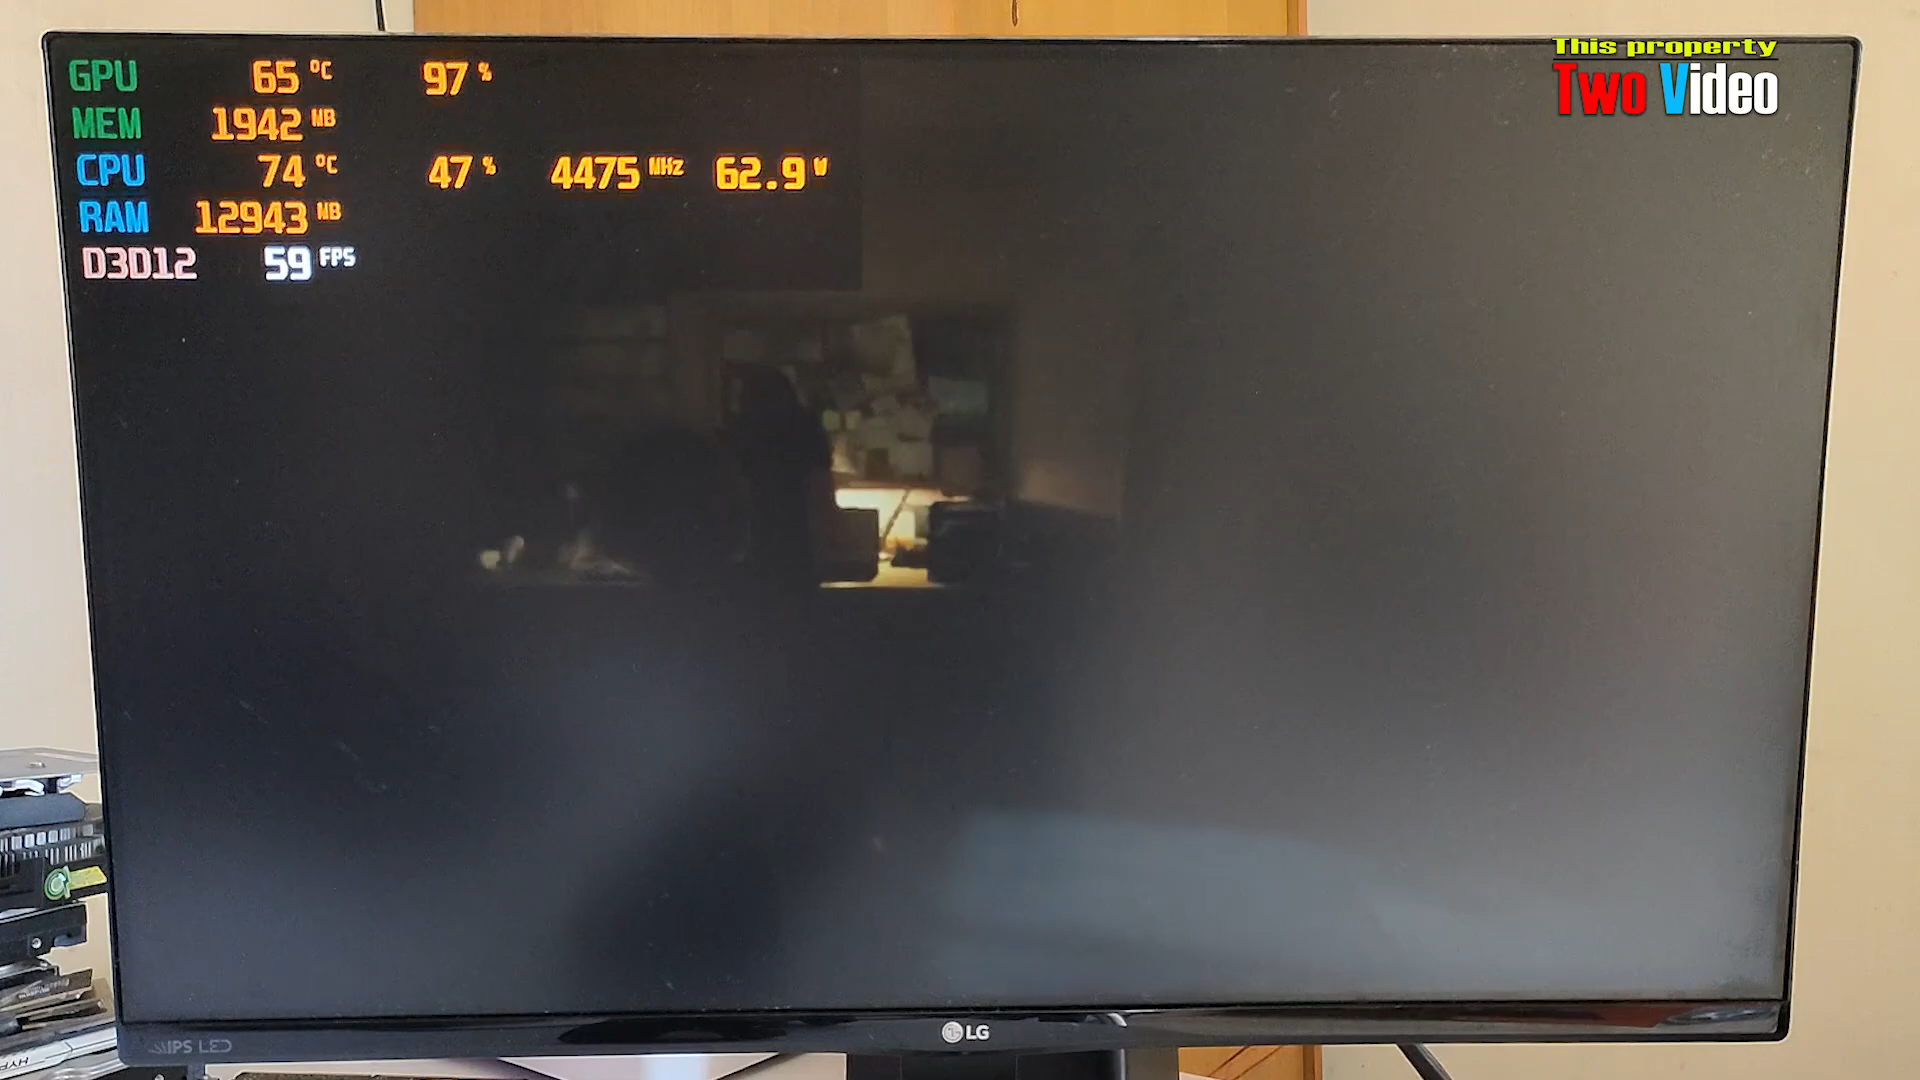 GPU 65 °C 97 %
MEM 1942 MB
CPU 74 °C 47 % 4475 MHz 62.9 W
RAM 12943 MB
D3D12 59 FPS
This property
Two Video
IPS LED
LG